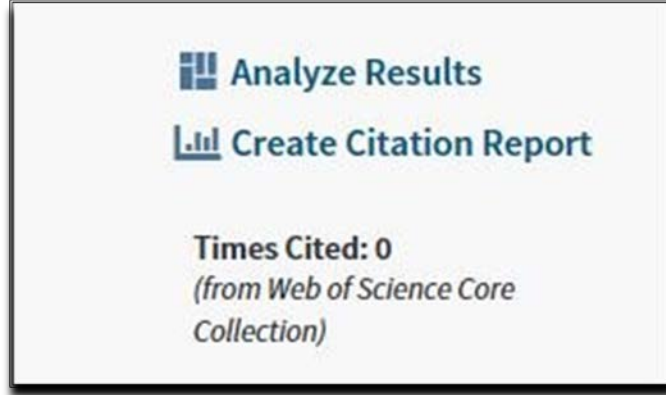 Analyze Results
Create Citation Report
Times Cited: 0
(from Web of Science Core
Collection)